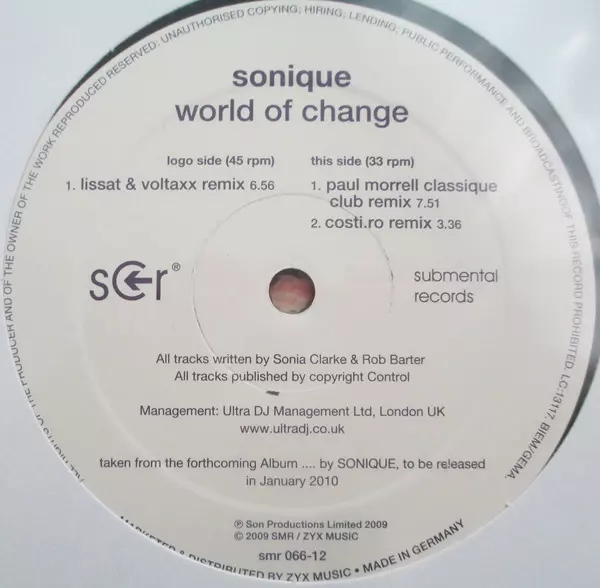 ALL RIGHTS OF THE PRODUCER AND OF THE OWNER OF THE WORK REPRODUCED RESERVED; UNAUTHORISED COPYING; HIRING; LENDING; PUBLIC PERFORMANCE AND BROADCASTING OF THIS RECORD PROHIBITED. LC-13117. BIEM/GEMA.
sonique
world of change
logo side (45 rpm)
1. lissat & voltaxx remix 6.56
this side (33 rpm)
1. paul morrell classique
club remix 7.51
2. costi.ro remix 3.36
®
submental
records
All tracks written by Sonia Clarke & Rob Barter
All tracks published by copyright Control
Management: Ultra DJ Management Ltd, London UK
www.ultradj.co.uk
taken from the forthcoming Album .... by SONIQUE, to be released
in January 2010
℗ Son Productions Limited 2009
© 2009 SMR / ZYX MUSIC
smr 066-12
MARKETED & DISTRIBUTED BY ZYX MUSIC • MADE IN GERMANY